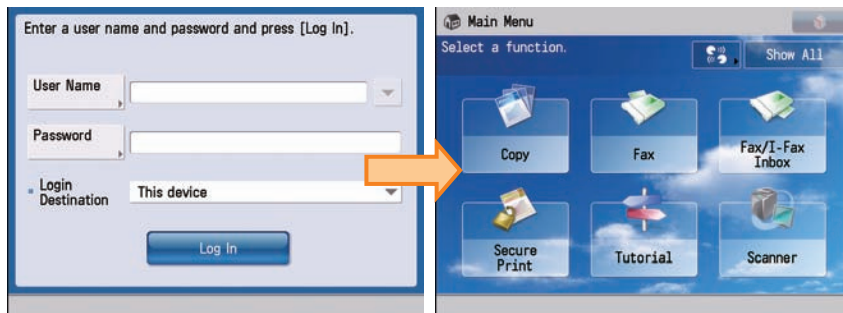 Enter a user name and password and press [Log In].
User Name
Password
Login
Destination
This device
Log In
Main Menu
Select a function.
Show All
Copy
Fax
Fax/I-Fax
Inbox
Secure
Print
Tutorial
Scanner